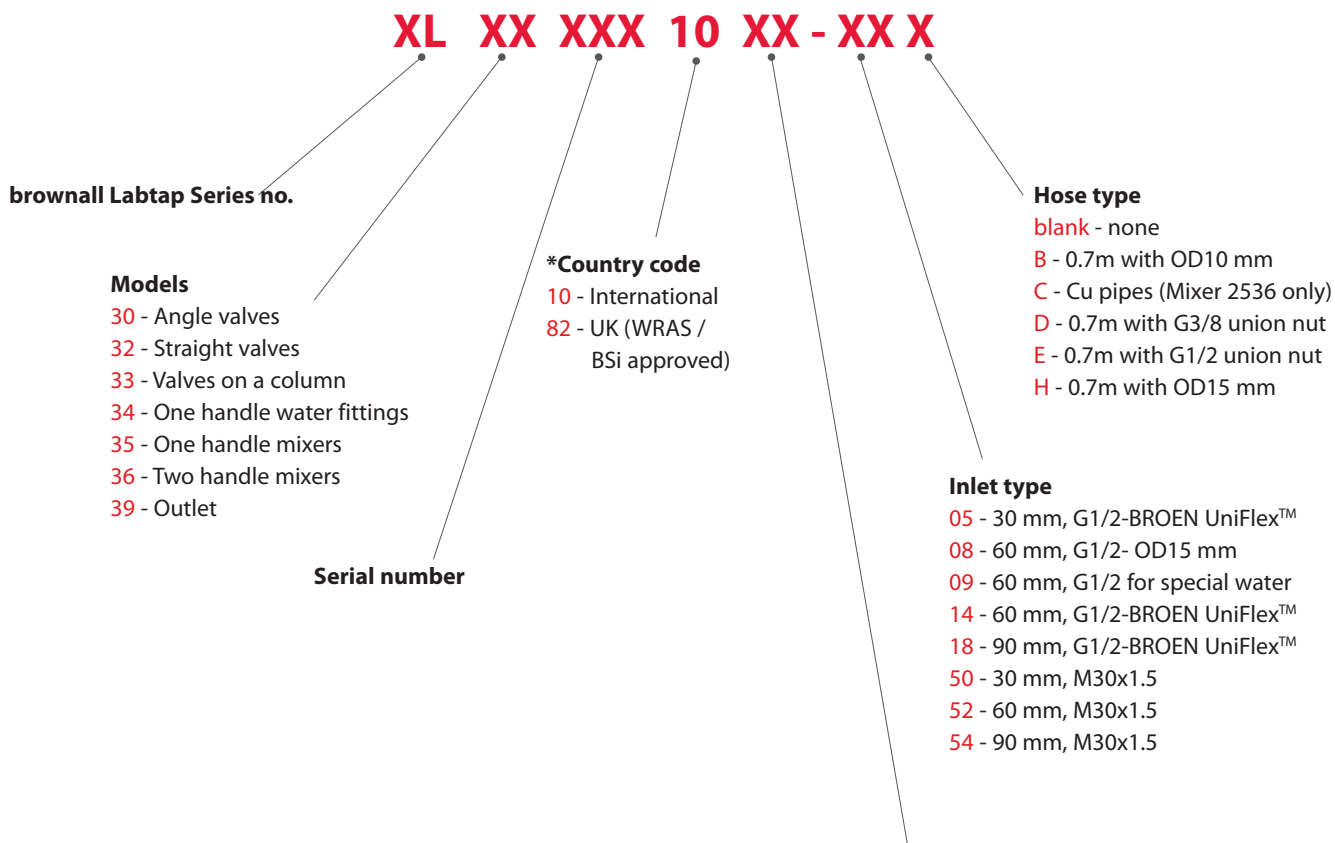 XL XX XXX 10 XX - XX X
brownall Labtap Series no.
Models
30 - Angle valves
32 - Straight valves
33 - Valves on a column
34 - One handle water fittings
35 - One handle mixers
36 - Two handle mixers
39 - Outlet
Serial number
*Country code
10 - International
82 - UK (WRAS /
BSi approved)
Hose type
blank - none
B - 0.7m with OD10 mm
C - Cu pipes (Mixer 2536 only)
D - 0.7m with G3/8 union nut
E - 0.7m with G1/2 union nut
H - 0.7m with OD15 mm
Inlet type
05 - 30 mm, G1/2-BROEN UniFlex™
08 - 60 mm, G1/2- OD15 mm
09 - 60 mm, G1/2 for special water
14 - 60 mm, G1/2-BROEN UniFlex™
18 - 90 mm, G1/2-BROEN UniFlex™
50 - 30 mm, M30x1.5
52 - 60 mm, M30x1.5
54 - 90 mm, M30x1.5